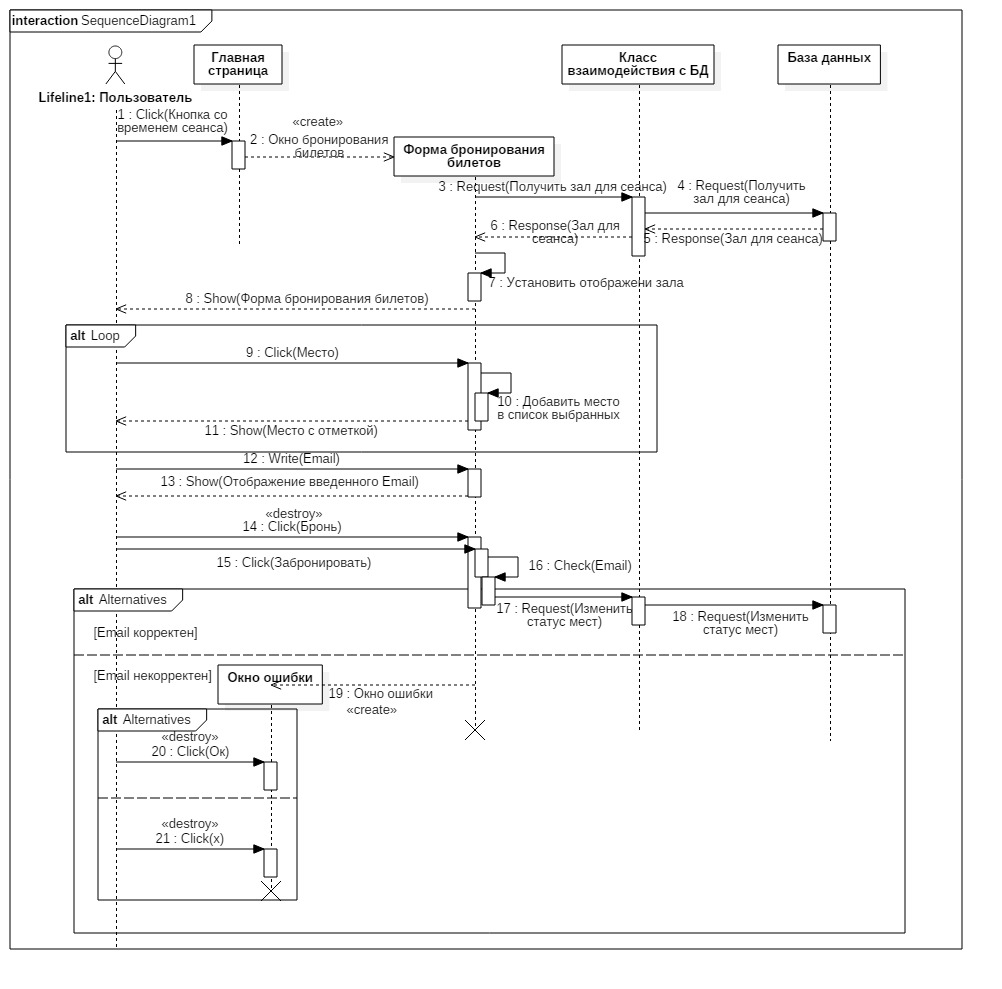 interaction SequenceDiagram1
Главная
страница
Класс
взаимодействия с БД
База данных
Lifeline1: Пользователь
1 : Click(Кнопка со
временем сеанса)
«create»
2 : Окно бронирования
билетов
Форма бронирования
билетов
3 : Request(Получить зал для сеанса)
4 : Request(Получить
зал для сеанса)
6 : Response(Зал для
сеанса)
5 : Response(Зал для сеанса)
7 : Установить отображени зала
8 : Show(Форма бронирования билетов)
alt Loop
9 : Click(Место)
10 : Добавить место
в список выбранных
11 : Show(Место с отметкой)
12 : Write(Email)
13 : Show(Отображение введенного Email)
«destroy»
14 : Click(Бронь)
15 : Click(Забронировать)
16 : Check(Email)
alt Alternatives
17 : Request(Изменить
статус мест)
18 : Request(Изменить
статус мест)
[Email корректен]
[Email некорректен]
Окно ошибки
19 : Окно ошибки
«create»
alt Alternatives
«destroy»
20 : Click(Ок)
«destroy»
21 : Click(x)